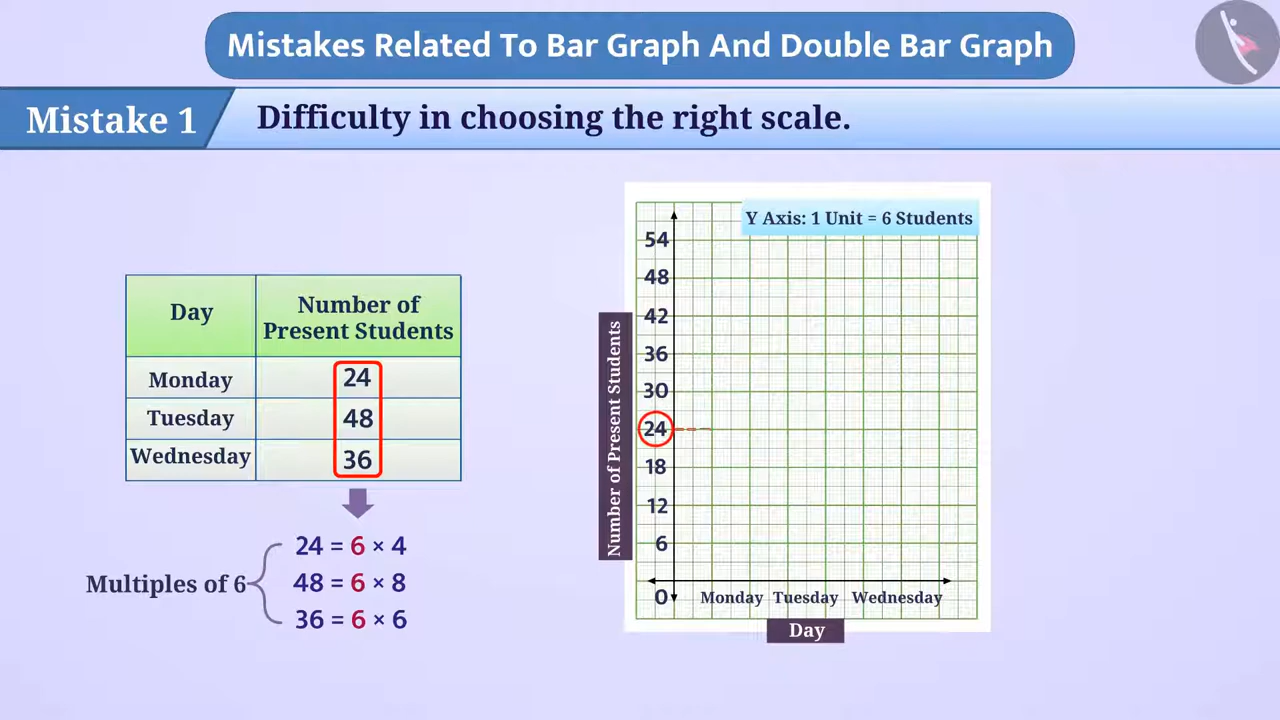 Mistakes Related To Bar Graph And Double Bar Graph
Mistake 1
Difficulty in choosing the right scale.
Day
Number of
Present Students
Monday 24
Tuesday 48
Wednesday 36
Multiples of 6
24 = 6 × 4
48 = 6 × 8
36 = 6 × 6
Y Axis: 1 Unit = 6 Students
Number of Present Students
54
48
42
36
30
24
18
12
6
0
Monday Tuesday Wednesday
Day